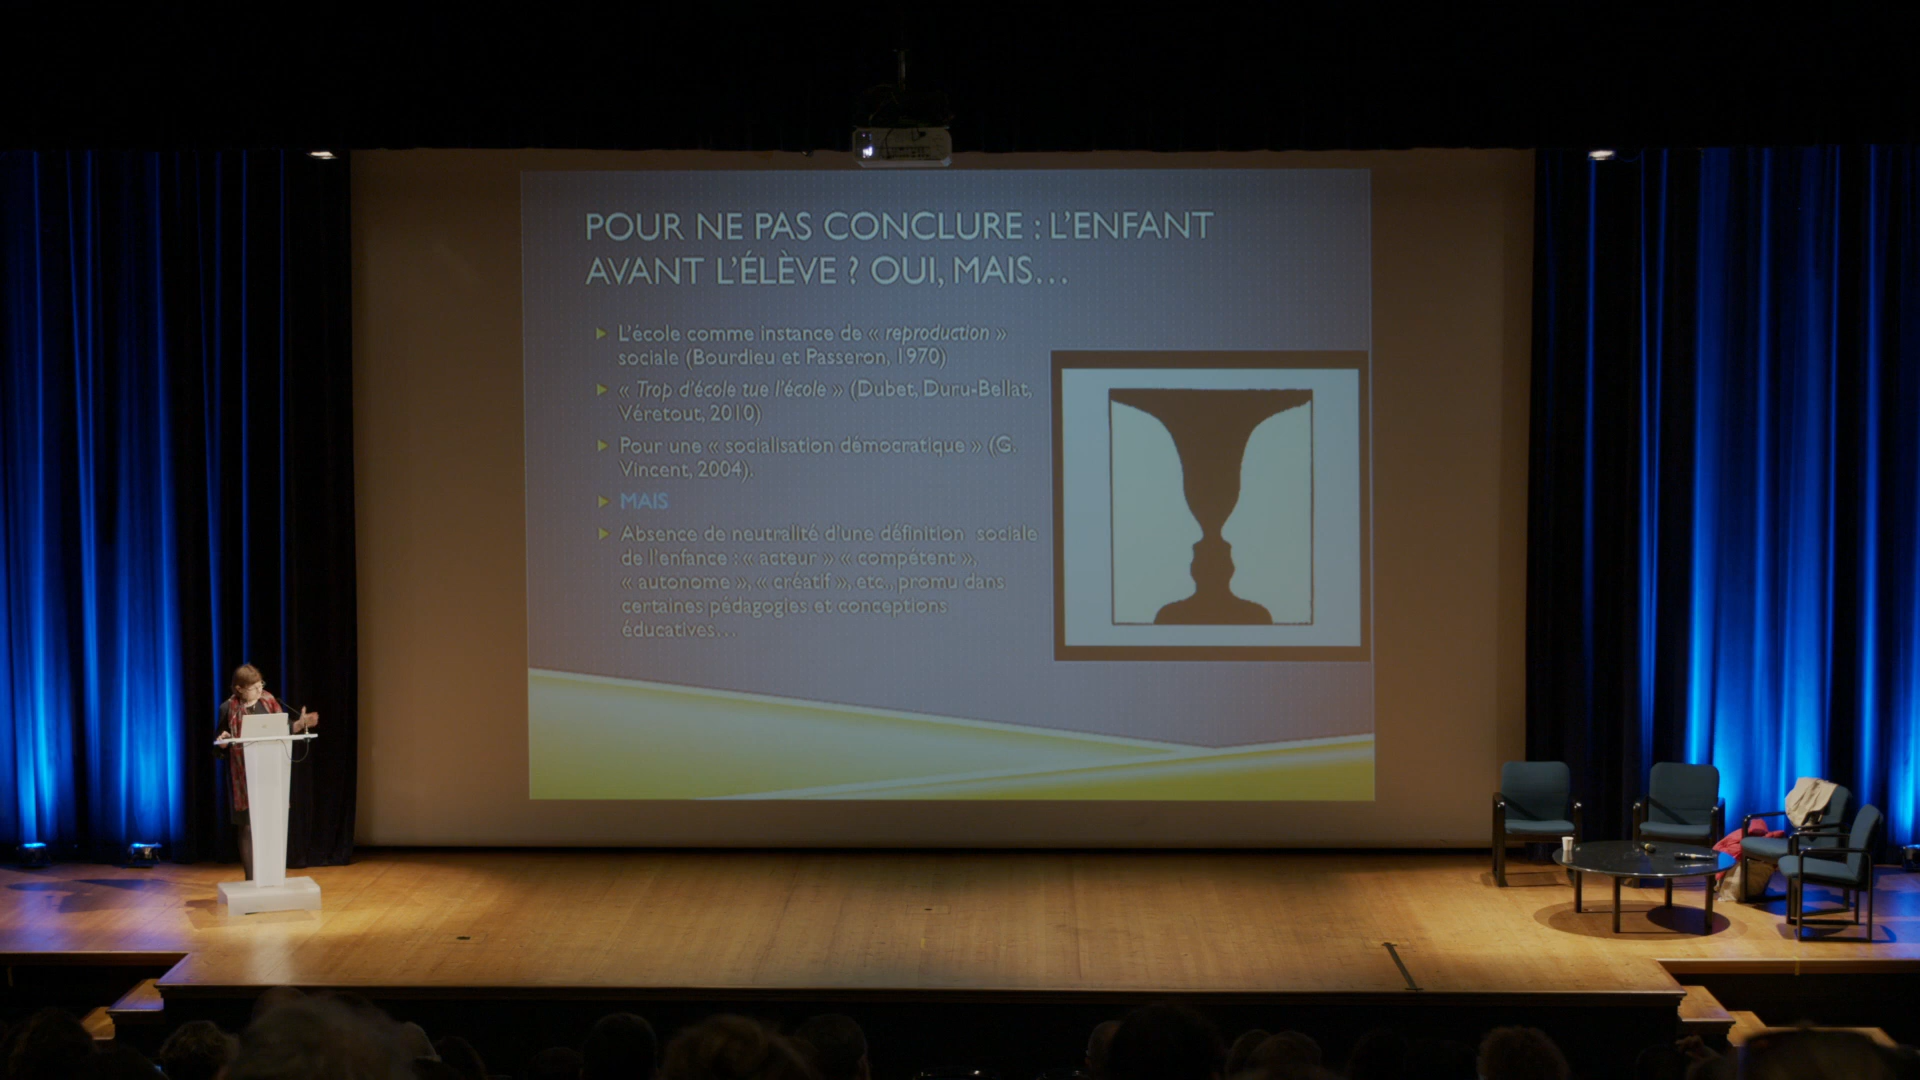 POUR NE PAS CONCLURE : L'ENFANT
AVANT L'ÉLÈVE ? OUI, MAIS…
L'école comme instance de « reproduction »
sociale (Bourdieu et Passeron, 1970)
« Trop d'école tue l'école » (Dubet, Duru-Bellat,
Véretout, 2010)
Pour une « socialisation démocratique » (G.
Vincent, 2004).
MAIS
Absence de neutralité d'une définition sociale
de l'enfance : « acteur » « compétent »,
« autonome », « créatif », etc., promu dans
certaines pédagogies et conceptions
éducatives…